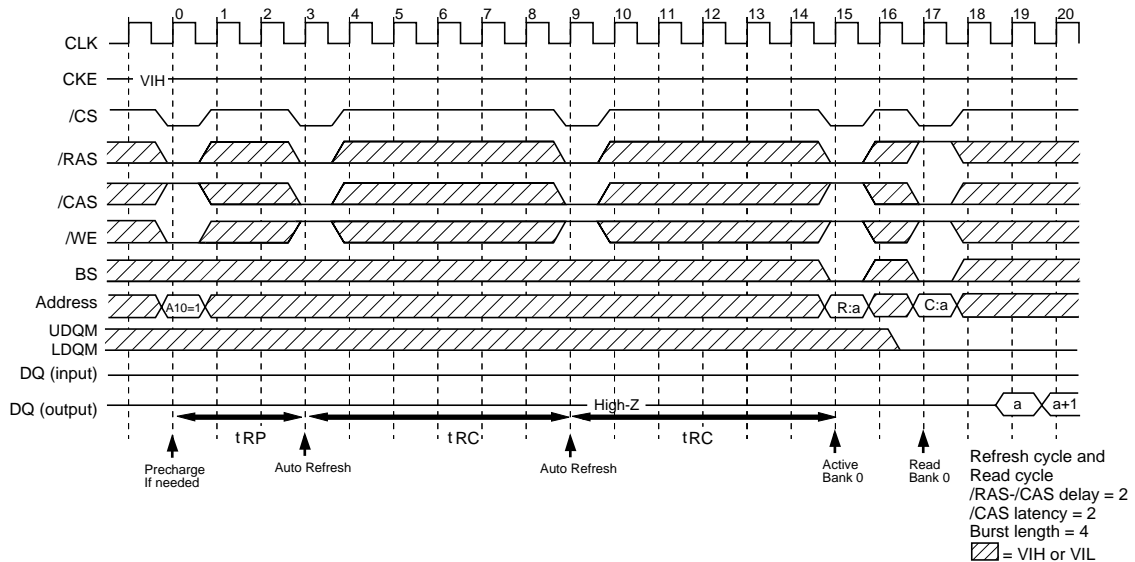 0 1 2 3 4 5 6 7 8 9 10 11 12 13 14 15 16 17 18 19 20
CLK
CKE VIH
/CS
/RAS
/CAS
/WE
BS
Address A10=1 R:a C:a
UDQM
LDQM
DQ (input)
DQ (output) High-Z a a+1
tRP tRC tRC
Precharge
If needed
Auto Refresh
Auto Refresh
Active
Bank 0
Read
Bank 0
Refresh cycle and
Read cycle
/RAS-/CAS delay = 2
/CAS latency = 2
Burst length = 4
= VIH or VIL